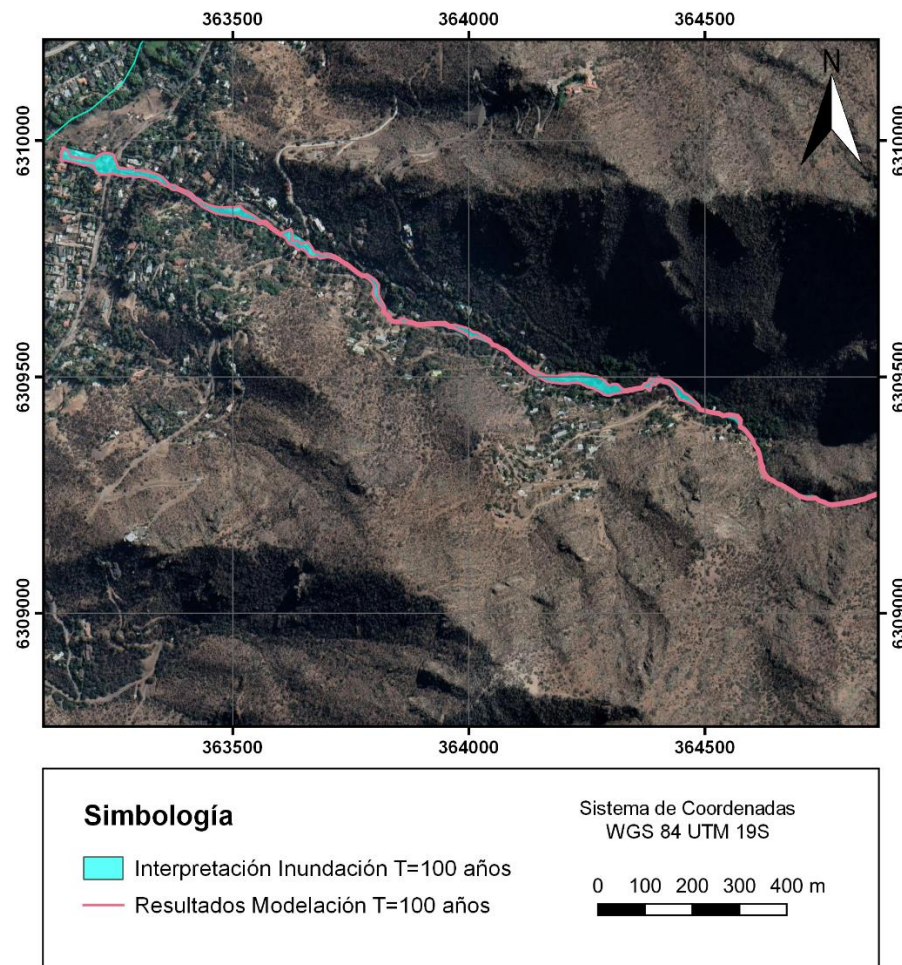 363500 364000 364500
N
6310000 6310000
6309500 6309500
6309000 6309000
363500 364000 364500
Simbología
Interpretación Inundación T=100 años
Resultados Modelación T=100 años
Sistema de Coordenadas
WGS 84 UTM 19S
0 100 200 300 400 m